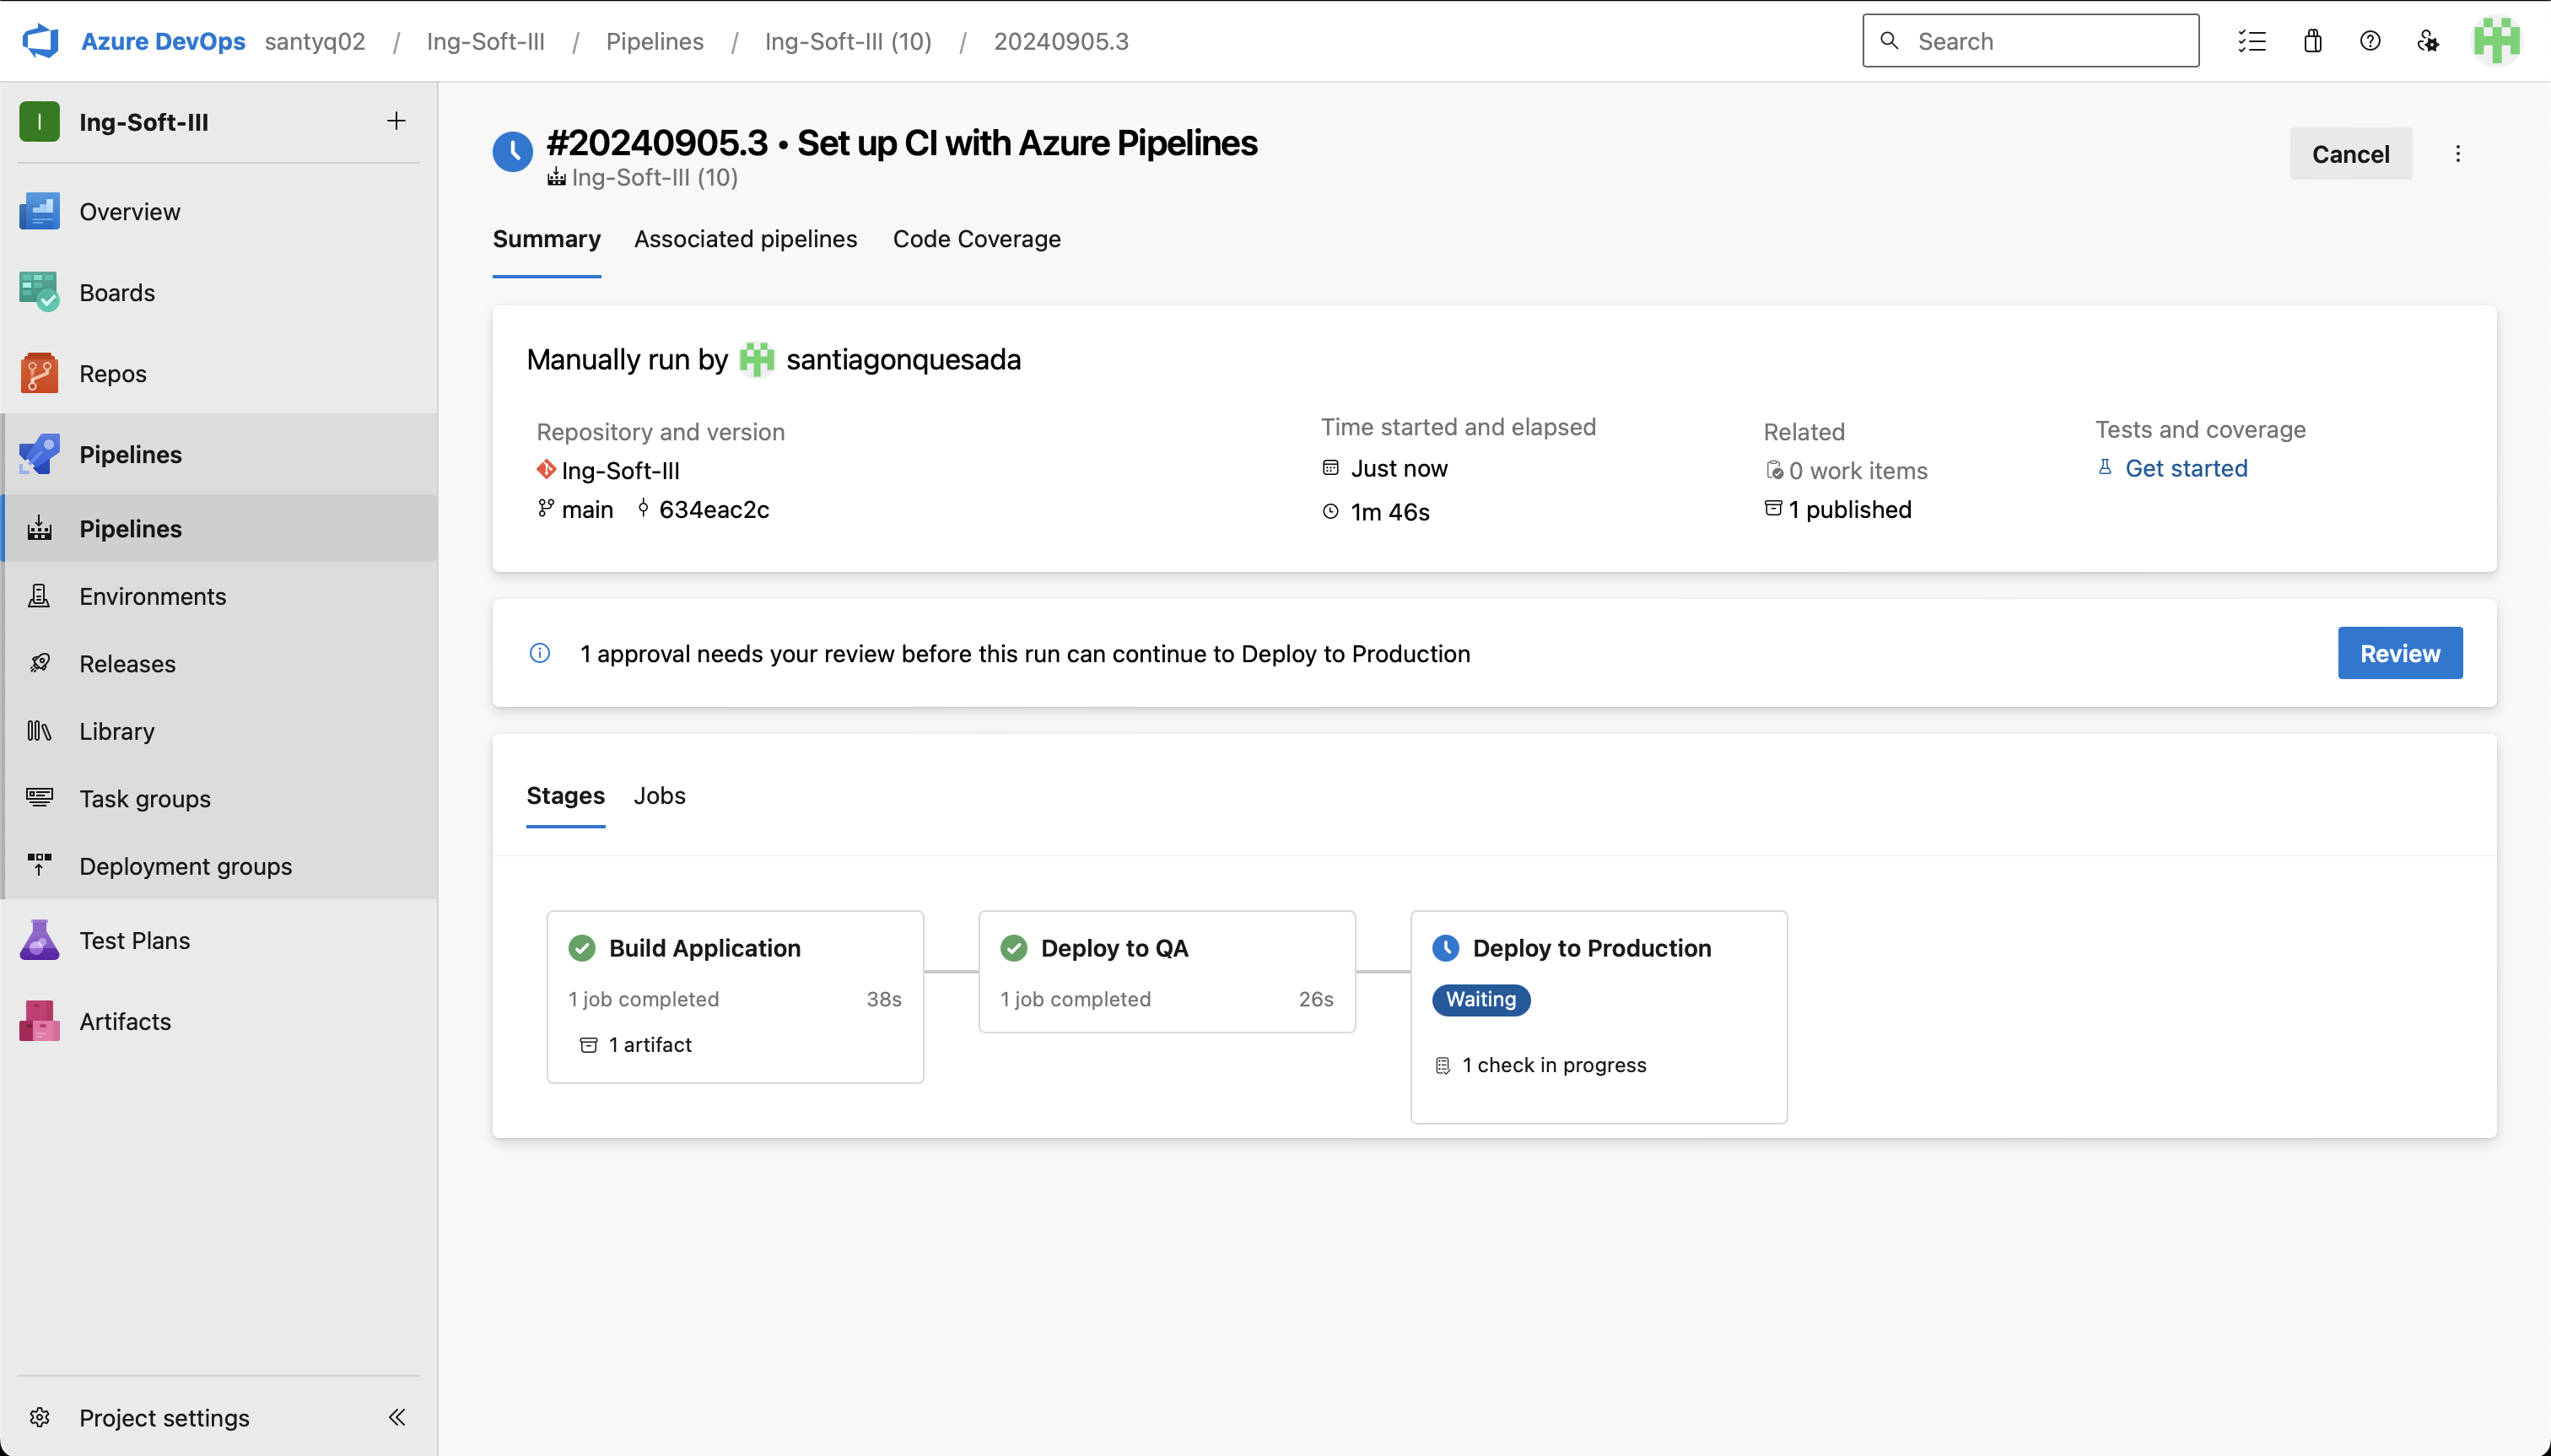 Azure DevOps santyq02 / Ing-Soft-III / Pipelines / Ing-Soft-III (10) / 20240905.3
Search
I Ing-Soft-III
Overview
Boards
Repos
Pipelines
Pipelines
Environments
Releases
Library
Task groups
Deployment groups
Test Plans
Artifacts
Project settings
#20240905.3 • Set up CI with Azure Pipelines
Ing-Soft-III (10)
Cancel
Summary Associated pipelines Code Coverage
Manually run by santiagonquesada
Repository and version
Ing-Soft-III
main 634eac2c
Time started and elapsed
Just now
1m 46s
Related
0 work items
1 published
Tests and coverage
Get started
1 approval needs your review before this run can continue to Deploy to Production
Review
Stages Jobs
Build Application
1 job completed 38s
1 artifact
Deploy to QA
1 job completed 26s
Deploy to Production
Waiting
1 check in progress